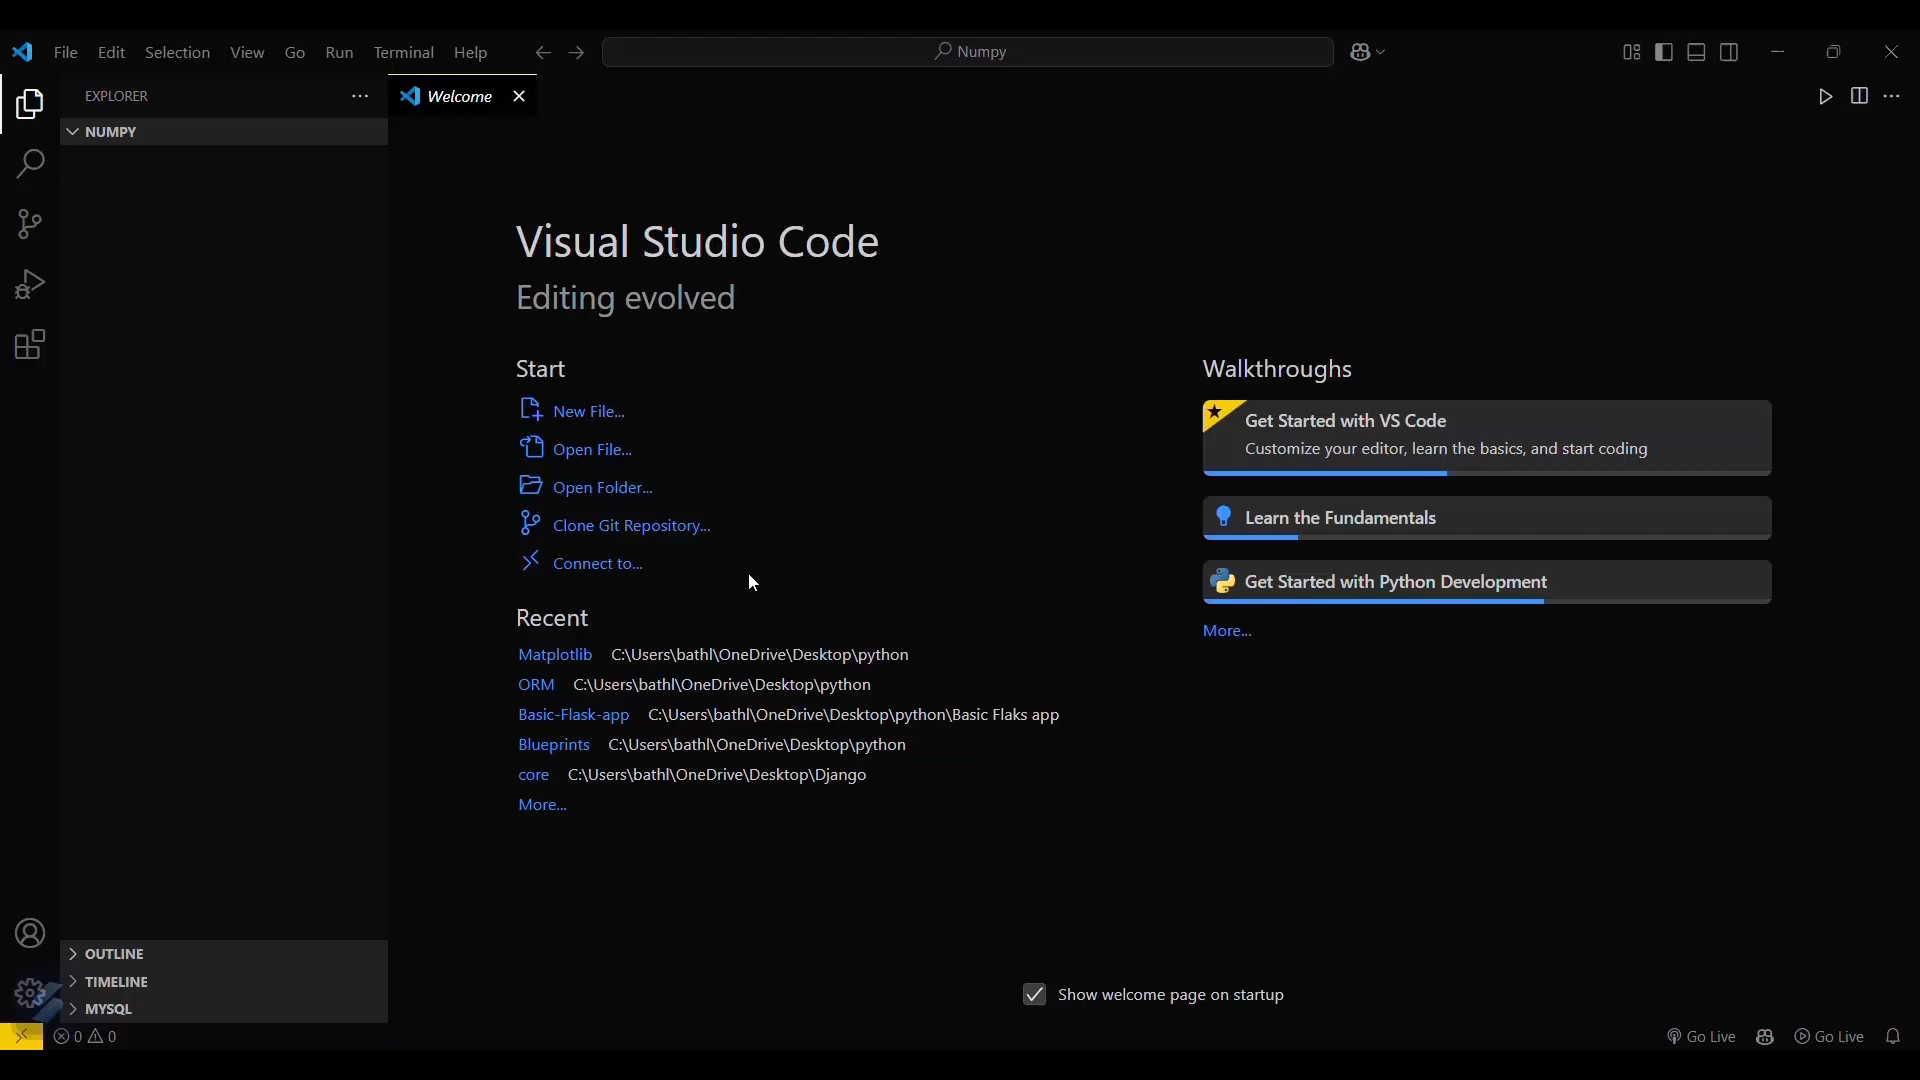 File Edit Selection View Go Run Terminal Help
Numpy
EXPLORER
Welcome
NUMPY
Visual Studio Code
Editing evolved
Start
New File...
Open File...
Open Folder...
Clone Git Repository...
Connect to...
Recent
Matplotlib C:\Users\bathl\OneDrive\Desktop\python
ORM C:\Users\bathl\OneDrive\Desktop\python
Basic-Flask-app C:\Users\bathl\OneDrive\Desktop\python\Basic Flaks app
Blueprints C:\Users\bathl\OneDrive\Desktop\python
core C:\Users\bathl\OneDrive\Desktop\Django
More...
Walkthroughs
Get Started with VS Code
Customize your editor, learn the basics, and start coding
Learn the Fundamentals
Get Started with Python Development
More...
Show welcome page on startup
OUTLINE
TIMELINE
MYSQL
0 0
Go Live
Go Live